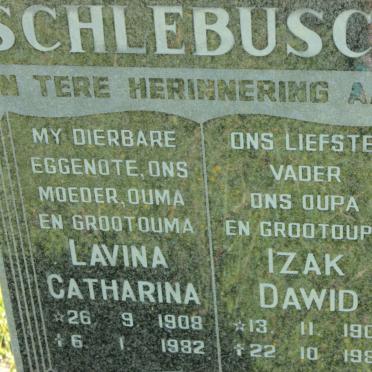 SCHLEBUSC
N TERE HERINNERING A
MY DIERBARE
EGGENOTE, ONS
MOEDER, OUMA
EN GROOTOUMA
LAVINA
CATHARINA
☆26 9 1908
✝6 1 1982
ONS LIEFSTE
VADER
ONS OUPA
EN GROOTOUP
IZAK
DAWID
☆13. 11 190
✝22 10 198